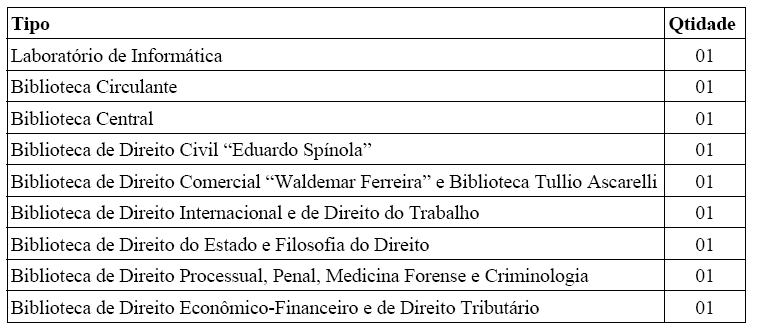 Tipo Qtidade
Laboratório de Informática 01
Biblioteca Circulante 01
Biblioteca Central 01
Biblioteca de Direito Civil “Eduardo Spínola” 01
Biblioteca de Direito Comercial “Waldemar Ferreira” e Biblioteca Tullio Ascarelli 01
Biblioteca de Direito Internacional e de Direito do Trabalho 01
Biblioteca de Direito do Estado e Filosofia do Direito 01
Biblioteca de Direito Processual, Penal, Medicina Forense e Criminologia 01
Biblioteca de Direito Econômico-Financeiro e de Direito Tributário 01